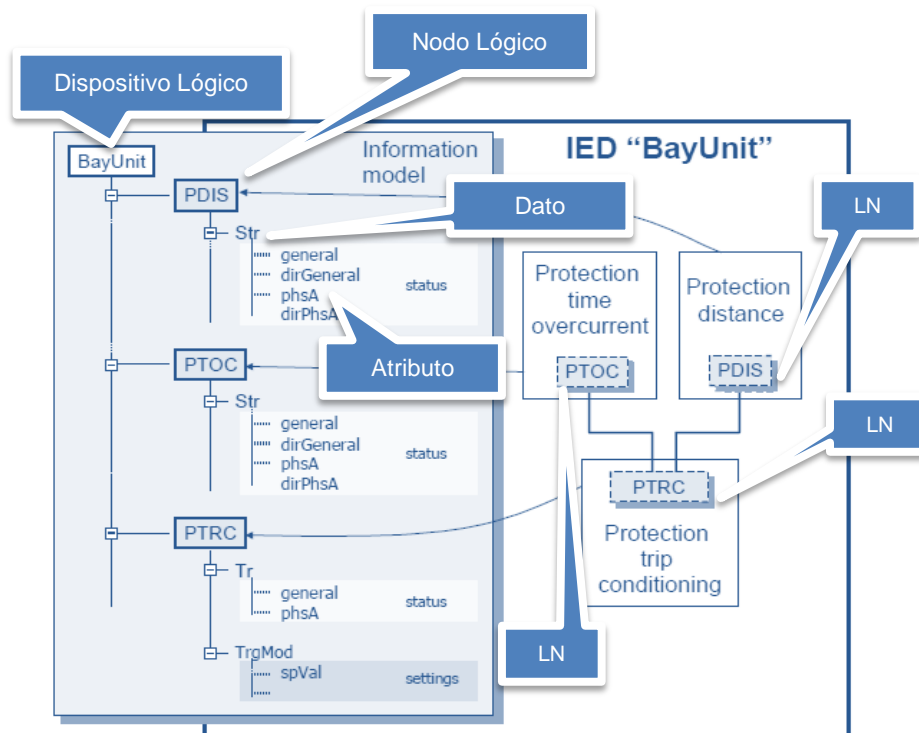 Nodo Lógico
Dispositivo Lógico
Information
model
IED “BayUnit”
BayUnit
PDIS
Dato
LN
Str
general
dirGeneral
phsA
dirPhsA
status
Protection
time
overcurrent
PTOC
Protection
distance
PDIS
Atributo
PTOC
Str
general
dirGeneral
phsA
dirPhsA
status
LN
PTRC
Protection
trip
conditioning
PTRC
Tr
general
phsA
status
LN
TrgMod
spVal
settings